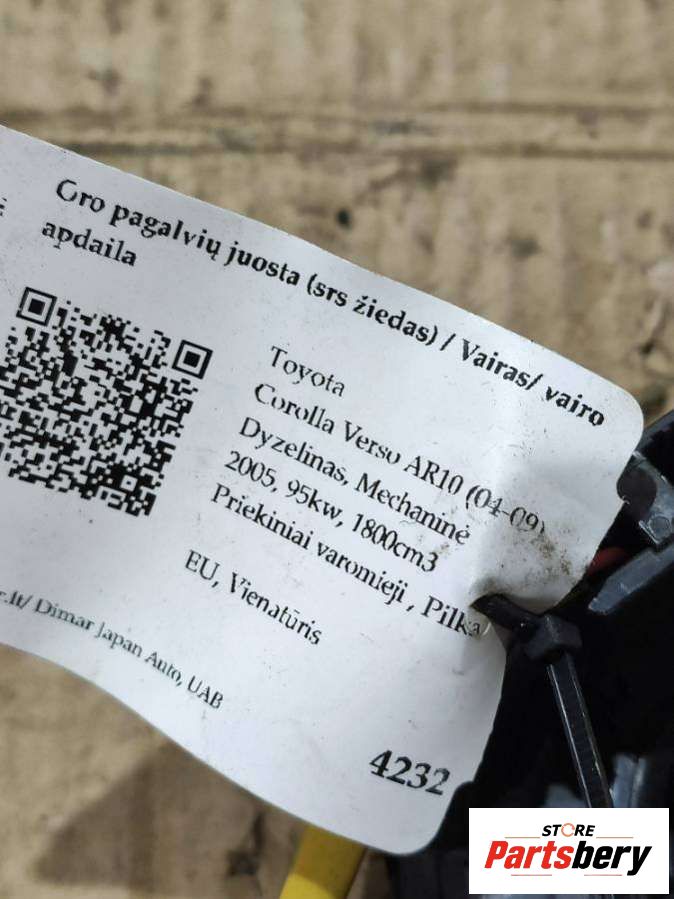 Oro pagalvių juosta (srs žiedas) / Vairas/ vairo
apdaila
Toyota
Corolla Verso AR10 (04-09)
Dyzelinas, Mechaninė
2005, 95kw, 1800cm3
Priekiniai varomieji , Pilka
EU, Vienatūris
.lt/ Dimar Japan Auto, UAB
4232
STORE
Partsbery